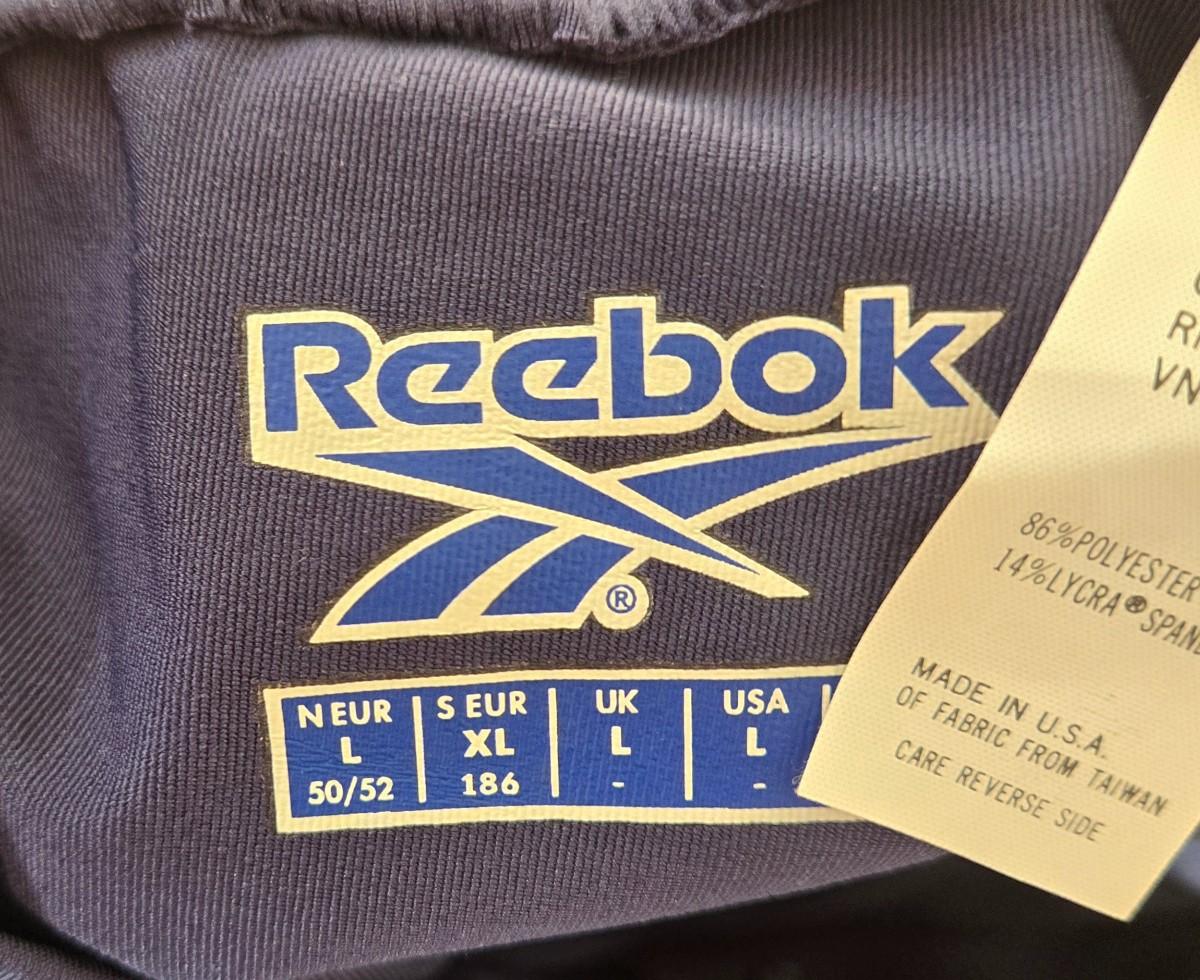 Reebok
®
N EUR S EUR UK USA
L XL L L
50/52 186 - -
86%POLYESTER
14%LYCRA®
MADE IN U.S.A.
OF FABRIC FROM TAIWAN
CARE REVERSE SIDE